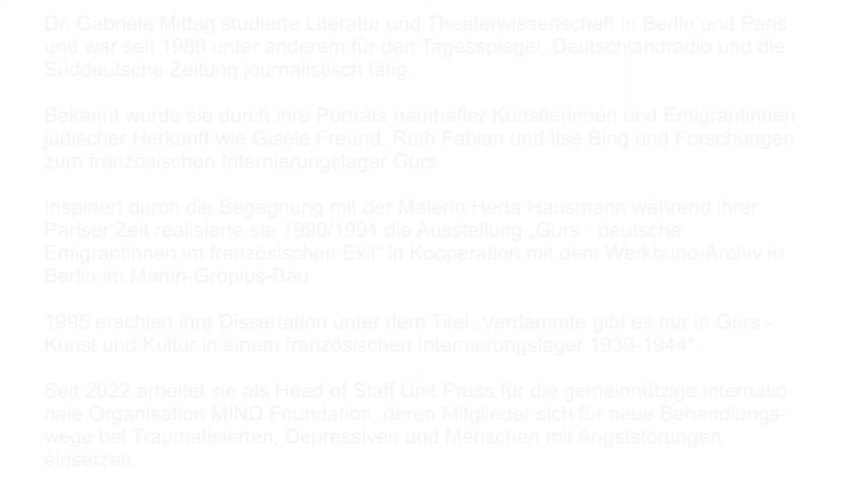 Dr. Gabriele Mittag studierte Literatur und Theaterwissenschaft in Berlin und Paris
und war seit 1989 unter anderem für den Tagesspiegel, Deutschlandradio und die
Süddeutsche Zeitung journalistisch tätig.
Bekannt wurde sie durch ihre Porträts namhafter Künstlerinnen und Emigrantinnen
jüdischer Herkunft wie Gisèle Freund, Ruth Fabian und Ilse Bing und Forschungen
zum französischen Internierungslager Gurs.
Inspiriert durch die Begegnung mit der Malerin Herta Hausmann während ihrer
Pariser Zeit realisierte sie 1990/1991 die Ausstellung „Gurs - deutsche
Emigrantinnen im französischen Exil“ in Kooperation mit dem Werkbund-Archiv in
Berlin im Martin-Gropius-Bau.
1995 erschien ihre Dissertation unter dem Titel „Verdammte gibt es nur in Gurs –
Kunst und Kultur in einem französischen Internierungslager 1939-1944“.
Seit 2022 arbeitet sie als Head of Staff Unit Press für die gemeinnützige internatio-
nale Organisation MIND Foundation, deren Mitglieder sich für neue Behandlungs-
wege bei Traumatisierten, Depressiven und Menschen mit Angststörungen
einsetzen.